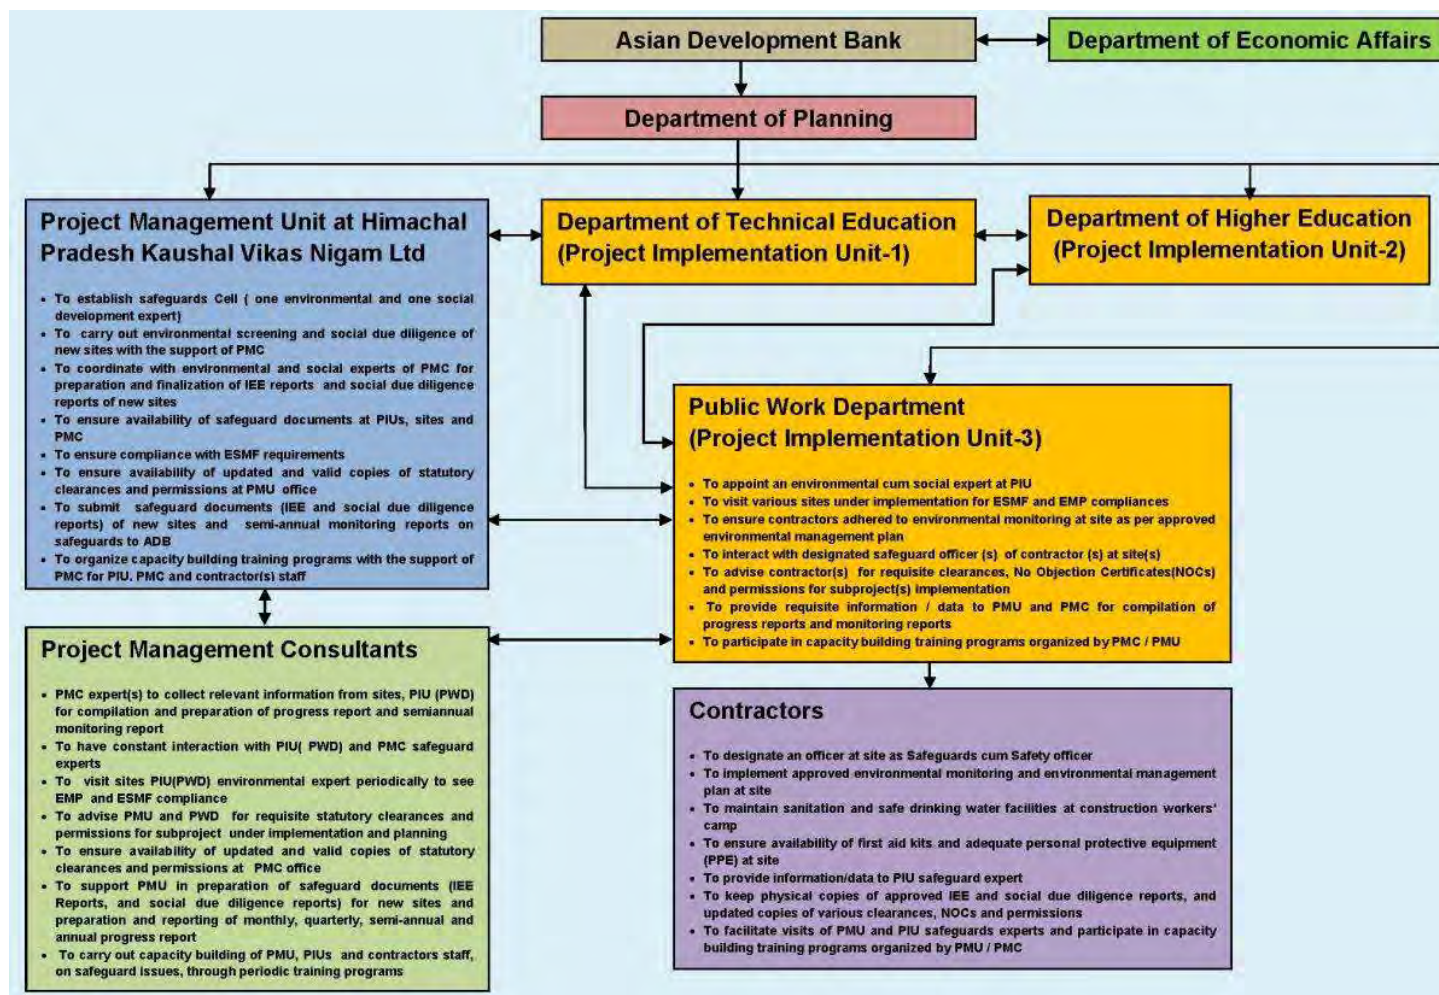 Asian Development Bank
Department of Economic Affairs
Department of Planning
Project Management Unit at Himachal
Pradesh Kaushal Vikas Nigam Ltd
• To establish safeguards Cell ( one environmental and one social
development expert)
• To carry out environmental screening and social due diligence of
new sites with the support of PMC
• To coordinate with environmental and social experts of PMC for
preparation and finalization of IEE reports and social due diligence
reports of new sites
• To ensure availability of safeguard documents at PIUs, sites and
PMC
• To ensure compliance with ESMF requirements
• To ensure availability of updated and valid copies of statutory
clearances and permissions at PMU office
• To submit safeguard documents (IEE and social due diligence
reports) of new sites and semi-annual monitoring reports on
safeguards to ADB
• To organize capacity building training programs with the support of
PMC for PIU, PMC and contractor(s) staff
Department of Technical Education
(Project Implementation Unit-1)
Department of Higher Education
(Project Implementation Unit-2)
Public Work Department
(Project Implementation Unit-3)
• To appoint an environmental cum social expert at PIU
• To visit various sites under implementation for ESMF and EMP compliances
• To ensure contractors adhered to environmental monitoring at site as per approved
environmental management plan
• To interact with designated safeguard officer (s) of contractor (s) at site(s)
• To advise contractor(s) for requisite clearances, No Objection Certificates(NOCs)
and permissions for subproject(s) implementation
• To provide requisite information / data to PMU and PMC for compilation of
progress reports and monitoring reports
• To participate in capacity building training programs organized by PMC / PMU
Project Management Consultants
• PMC expert(s) to collect relevant information from sites, PIU (PWD)
for compilation and preparation of progress report and semiannual
monitoring report
• To have constant interaction with PIU( PWD) and PMC safeguard
experts
• To visit sites PIU(PWD) environmental expert periodically to see
EMP and ESMF compliance
• To advise PMU and PWD for requisite statutory clearances and
permissions for subproject under implementation and planning
• To ensure availability of updated and valid copies of statutory
clearances and permissions at PMC office
• To support PMU in preparation of safeguard documents (IEE
Reports, and social due diligence reports) for new sites and
preparation and reporting of monthly, quarterly, semi-annual and
annual progress report
• To carry out capacity building of PMU, PIUs and contractors staff,
on safeguard issues, through periodic training programs
Contractors
• To designate an officer at site as Safeguards cum Safety officer
• To implement approved environmental monitoring and environmental management
plan at site
• To maintain sanitation and safe drinking water facilities at construction workers'
camp
• To ensure availability of first aid kits and adequate personal protective equipment
(PPE) at site
• To provide information/data to PIU safeguard expert
• To keep physical copies of approved IEE and social due diligence reports, and
updated copies of various clearances, NOCs and permissions
• To facilitate visits of PMU and PIU safeguards experts and participate in capacity
building training programs organized by PMU / PMC